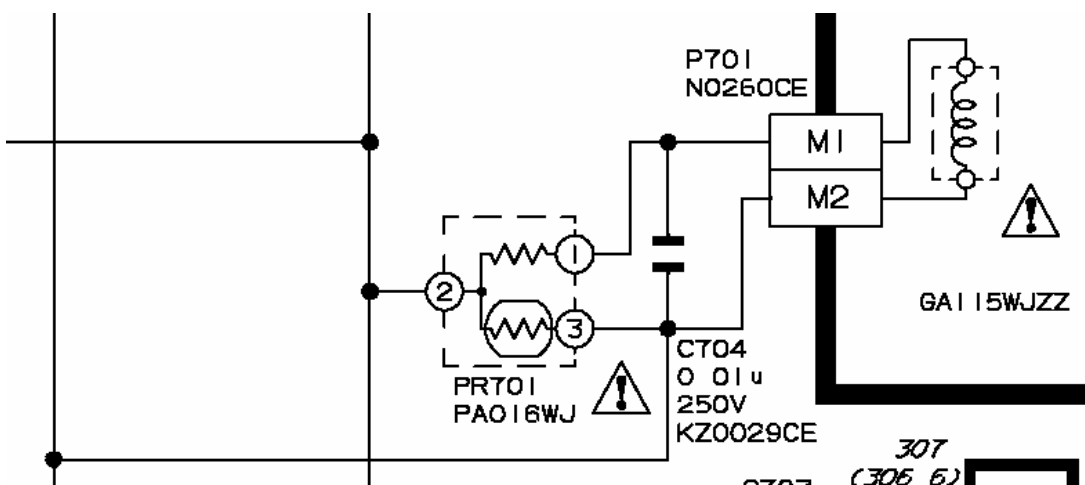 P701
N0260CE
M1
M2
1
2
3
GA115WJZZ
PR701
PA016WJ
C704
0 01u
250V
KZ0029CE
307
(306 6)